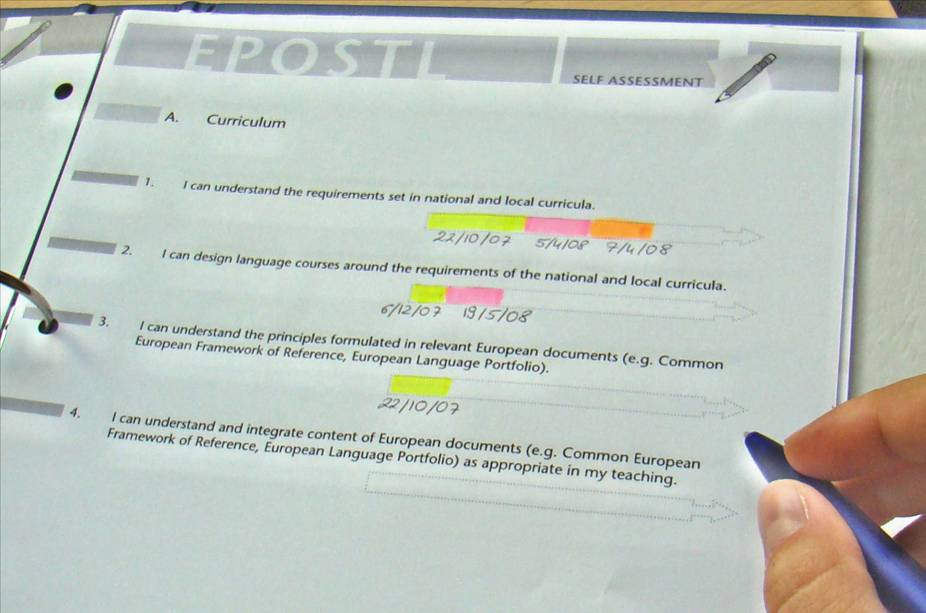 EPOSTL
SELF ASSESSMENT
A. Curriculum
1. I can understand the requirements set in national and local curricula.
22/10/07 5/4/08 7/4/08
2. I can design language courses around the requirements of the national and local curricula.
6/12/07 19/5/08
3. I can understand the principles formulated in relevant European documents (e.g. Common
European Framework of Reference, European Language Portfolio).
22/10/07
4. I can understand and integrate content of European documents (e.g. Common European
Framework of Reference, European Language Portfolio) as appropriate in my teaching.